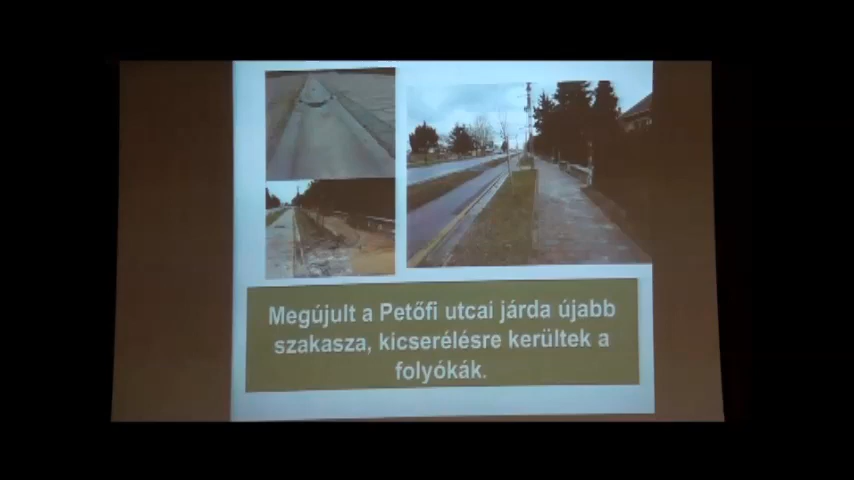 Megújult a Petőfi utcai járda újabb
szakasza, kicserélésre kerültek a
folyókák.